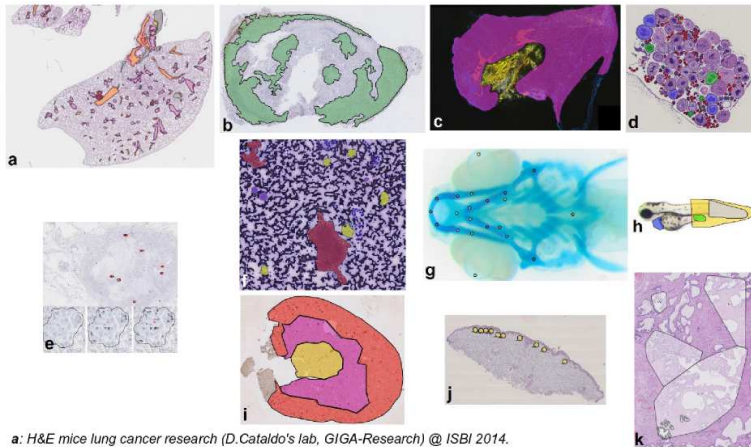 a
b
c
d
f
g
h
e
i
j
k
a: H&E mice lung cancer research (D.Cataldo's lab, GIGA-Research) @ ISBI 2014.